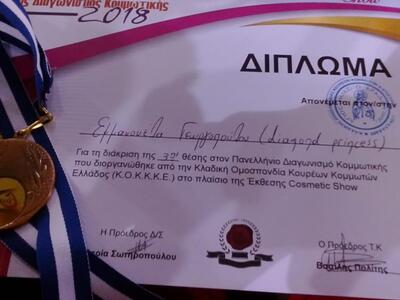 ς Διαγωνισμός Κομμωτικής
2018
Show
ΔΙΠΛΩΜΑ
Απονέμεται στον/στην
Εμμανουέλα Γεωργοπούλου (diamond princess)
Για τη διάκριση της 3ης θέσης στον Πανελλήνιο Διαγωνισμό Κομμωτικής
που διοργανώθηκε από την Κλαδική Ομοσπονδία Κουρέων Κομμωτών
Ελλάδος (Κ.Ο.Κ.Κ.Κ.Ε.) στο πλαίσιο της Έκθεσης Cosmetic Show
Η Πρόεδρος Δ/Σ
Σωτηροπούλου
Ο Πρόεδρος Τ.Κ
Βασίλης Πολίτης